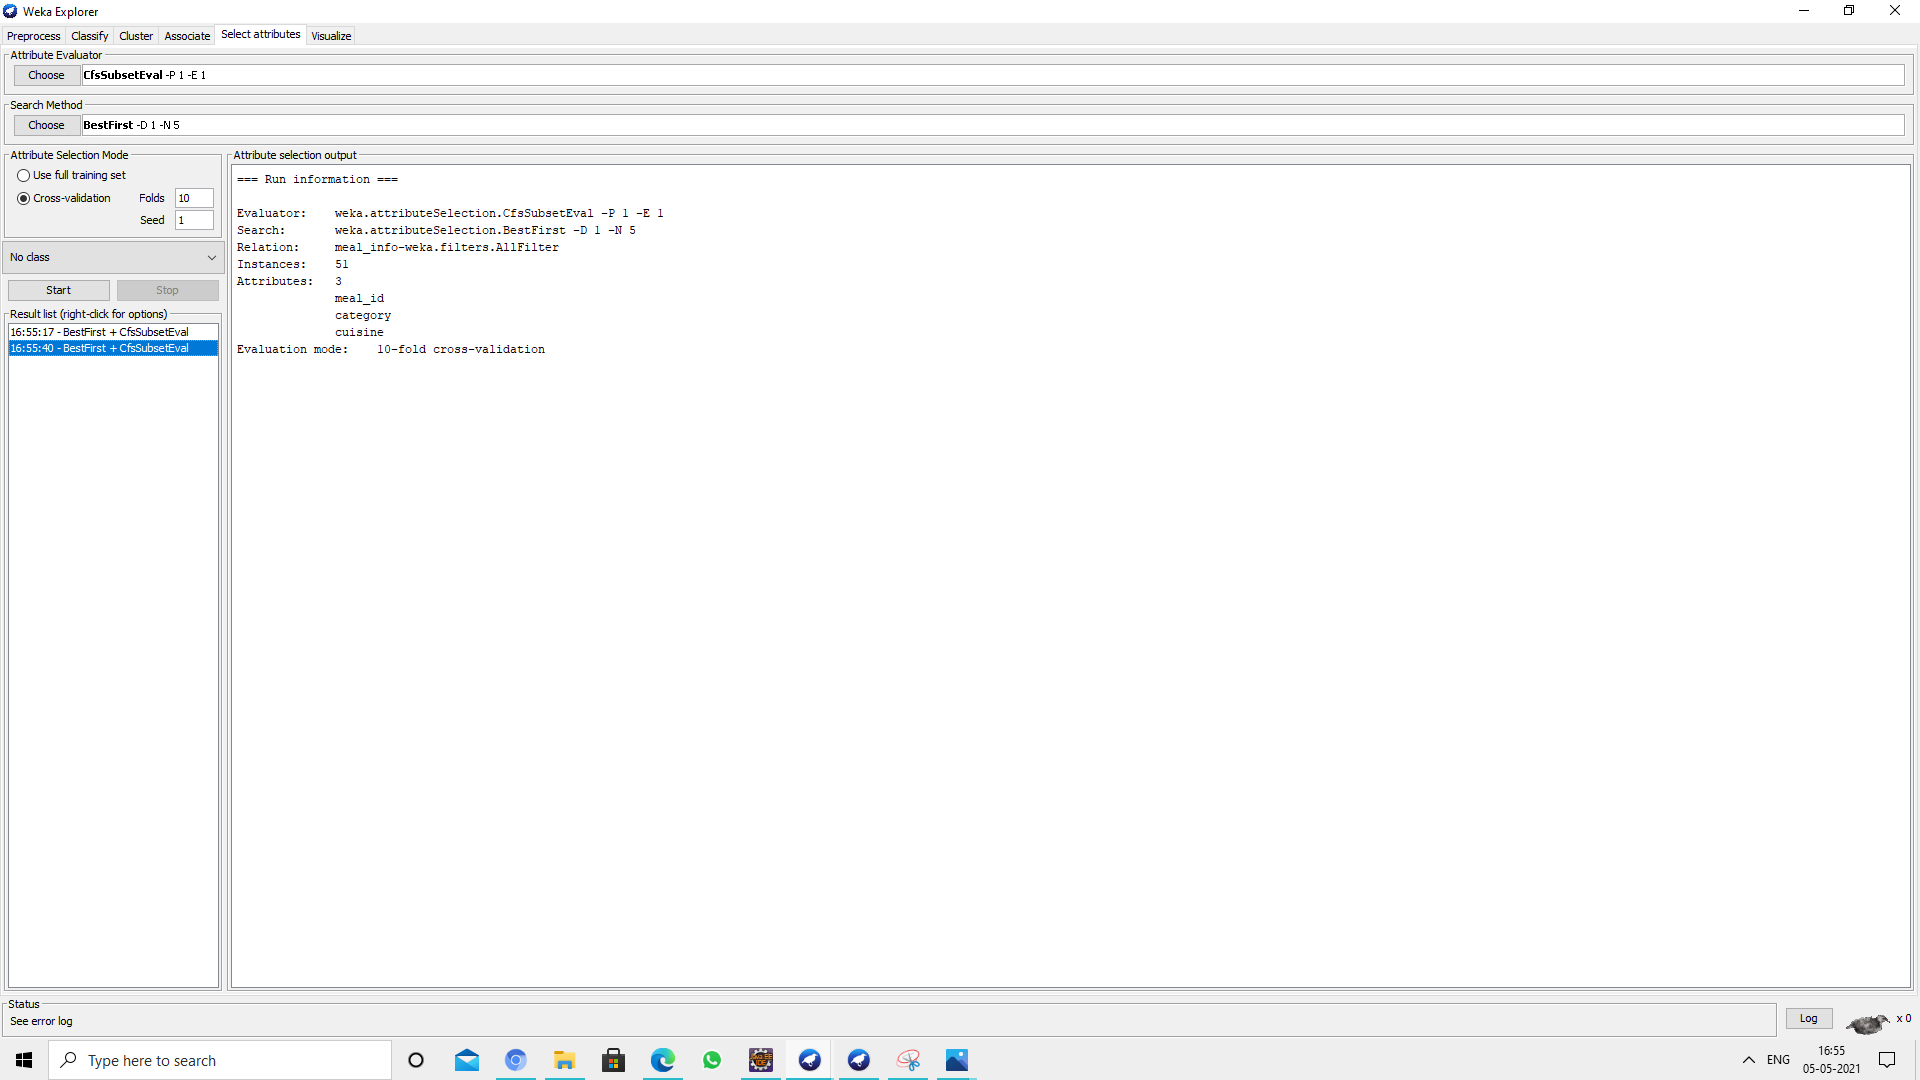 Weka Explorer
Preprocess Classify Cluster Associate Select attributes Visualize
Attribute Evaluator
Choose CfsSubsetEval -P 1 -E 1
Search Method
Choose BestFirst -D 1 -N 5
Attribute Selection Mode
Use full training set
Cross-validation Folds 10
Seed 1
No class
Start Stop
Result list (right-click for options)
16:55:17 - BestFirst + CfsSubsetEval
16:55:40 - BestFirst + CfsSubsetEval
Attribute selection output
=== Run information ===
Evaluator: weka.attributeSelection.CfsSubsetEval -P 1 -E 1
Search: weka.attributeSelection.BestFirst -D 1 -N 5
Relation: meal_info-weka.filters.AllFilter
Instances: 51
Attributes: 3
meal_id
category
cuisine
Evaluation mode: 10-fold cross-validation
Status
See error log
Log x 0
Type here to search
ENG
16:55
05-05-2021